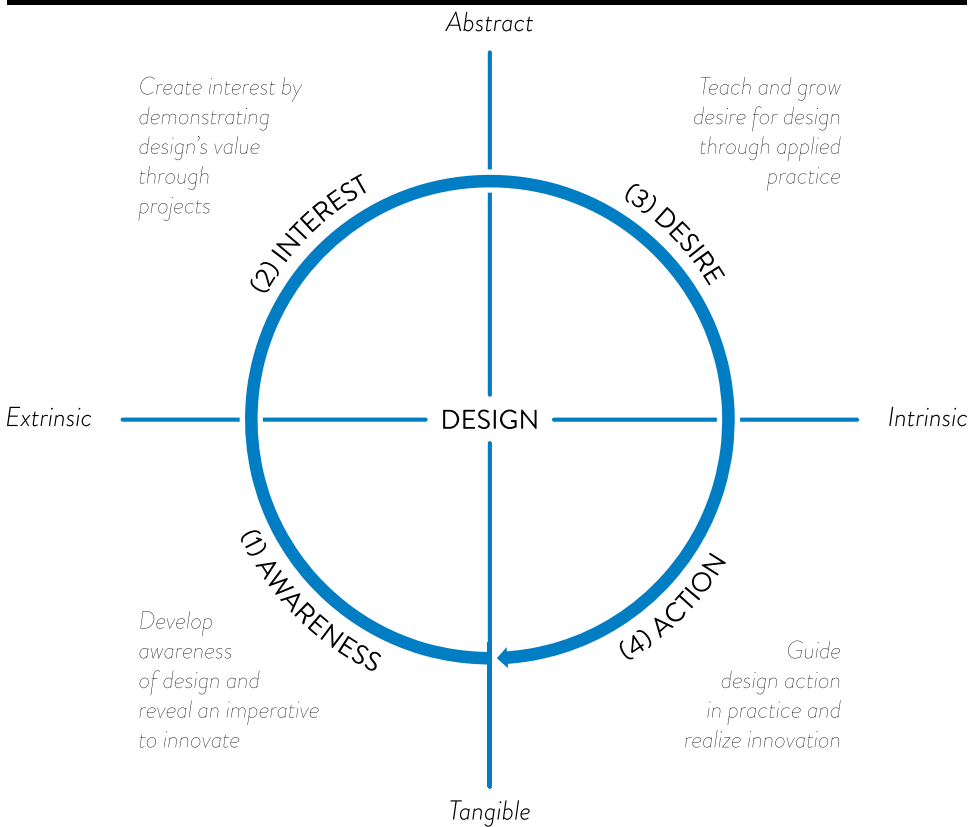 Abstract
Create interest by
demonstrating
design's value
through
projects
Teach and grow
desire for design
through applied
practice
(2) INTEREST
(3) DESIRE
Extrinsic
DESIGN
Intrinsic
(1) AWARENESS
(4) ACTION
Develop
awareness
of design and
reveal an imperative
to innovate
Guide
design action
in practice and
realize innovation
Tangible